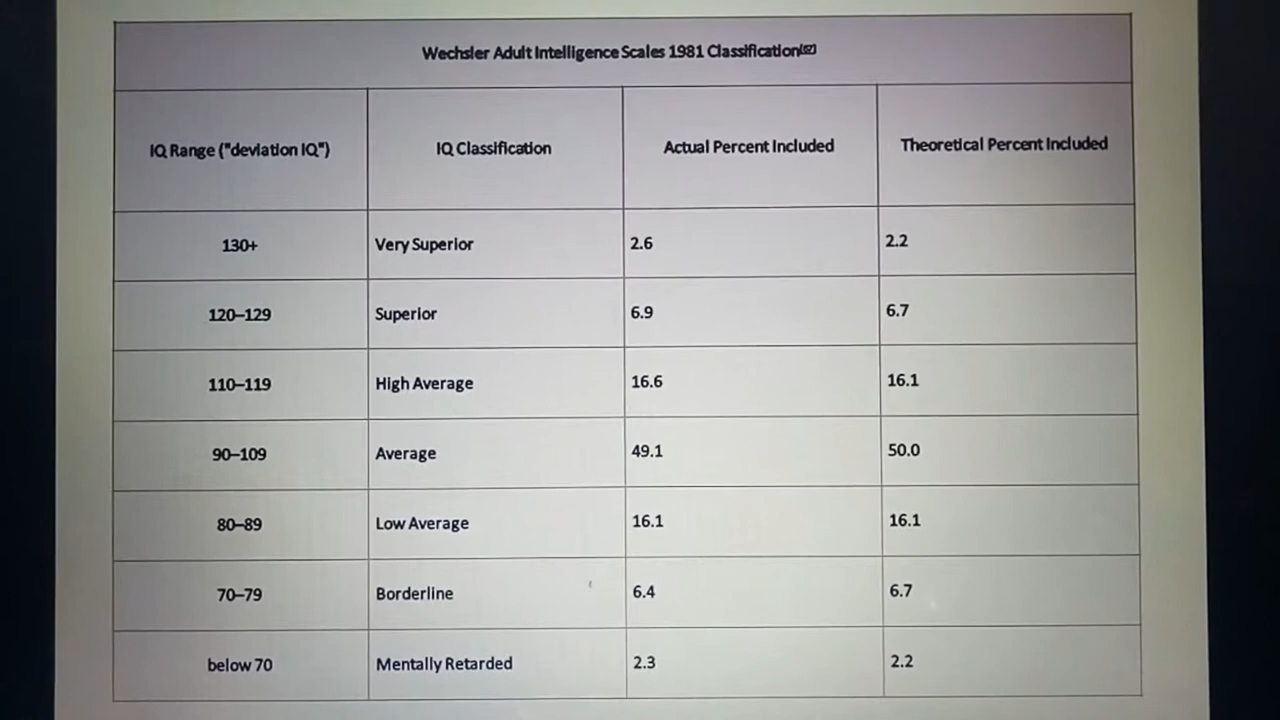 Wechsler Adult Intelligence Scales 1981 Classification
IQ Range ("deviation IQ") IQ Classification Actual Percent Included Theoretical Percent Included
130+ Very Superior 2.6 2.2
120–129 Superior 6.9 6.7
110–119 High Average 16.6 16.1
90–109 Average 49.1 50.0
80–89 Low Average 16.1 16.1
70–79 Borderline 6.4 6.7
below 70 Mentally Retarded 2.3 2.2